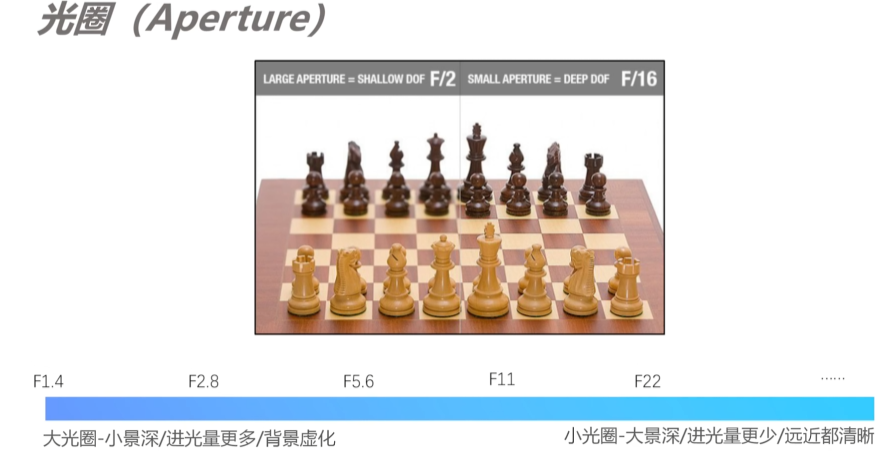 光圈（Aperture）
LARGE APERTURE = SHALLOW DOF F/2 SMALL APERTURE = DEEP DOF F/16
F1.4 F2.8 F5.6 F11 F22 ……
大光圈-小景深/进光量更多/背景虚化 小光圈-大景深/进光量更少/远近都清晰